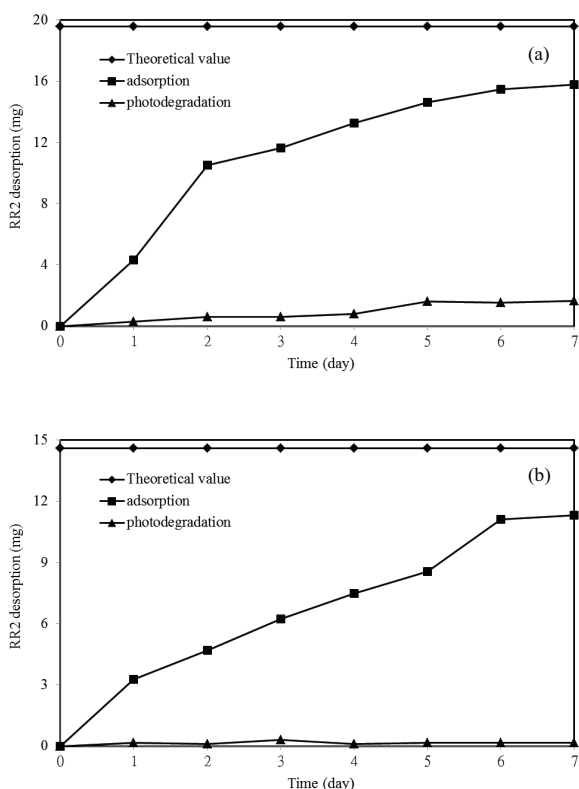 20
(a)
Theoretical value
adsorption
photodegradation
16
12
8
4
0
RR2 desorption (mg)
0 1 2 3 4 5 6 7
Time (day)
15
(b)
Theoretical value
adsorption
photodegradation
12
9
6
3
0
RR2 desorption (mg)
0 1 2 3 4 5 6 7
Time (day)